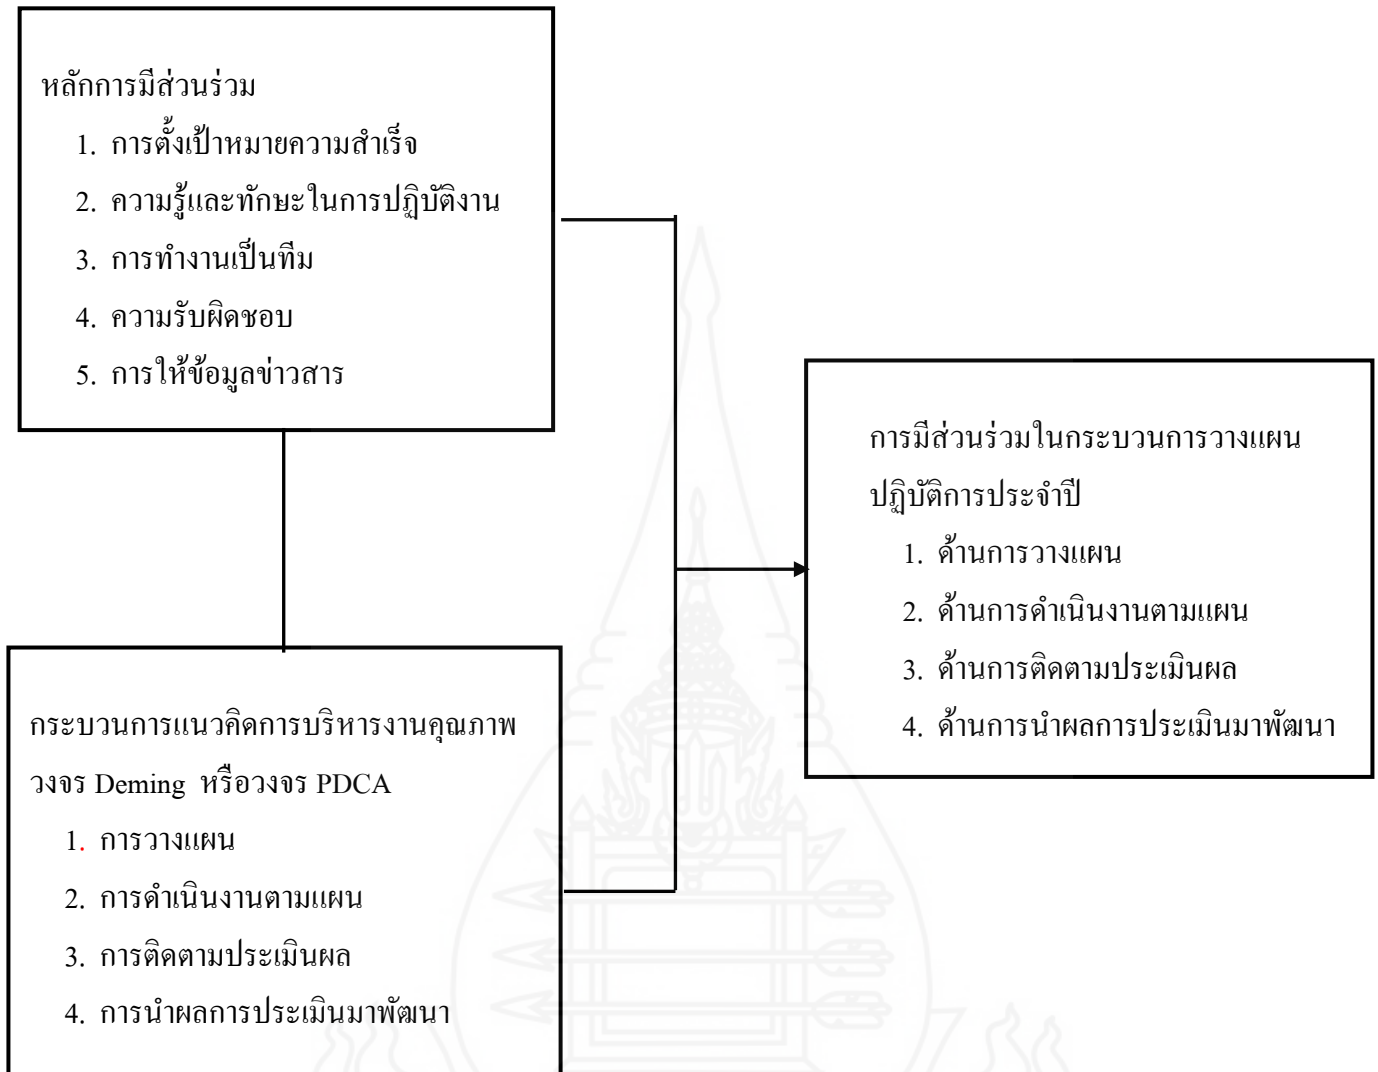 หลักการมีส่วนร่วม
1. การตั้งเป้าหมายความสำเร็จ
2. ความรู้และทักษะในการปฏิบัติงาน
3. การทำงานเป็นทีม
4. ความรับผิดชอบ
5. การให้ข้อมูลข่าวสาร
กระบวนการแนวคิดการบริหารงานคุณภาพ
วงจร Deming หรือวงจร PDCA
1. การวางแผน
2. การดำเนินงานตามแผน
3. การติดตามประเมินผล
4. การนำผลการประเมินมาพัฒนา
การมีส่วนร่วมในกระบวนการวางแผน
ปฏิบัติการประจำปี
1. ด้านการวางแผน
2. ด้านการดำเนินงานตามแผน
3. ด้านการติดตามประเมินผล
4. ด้านการนำผลการประเมินมาพัฒนา